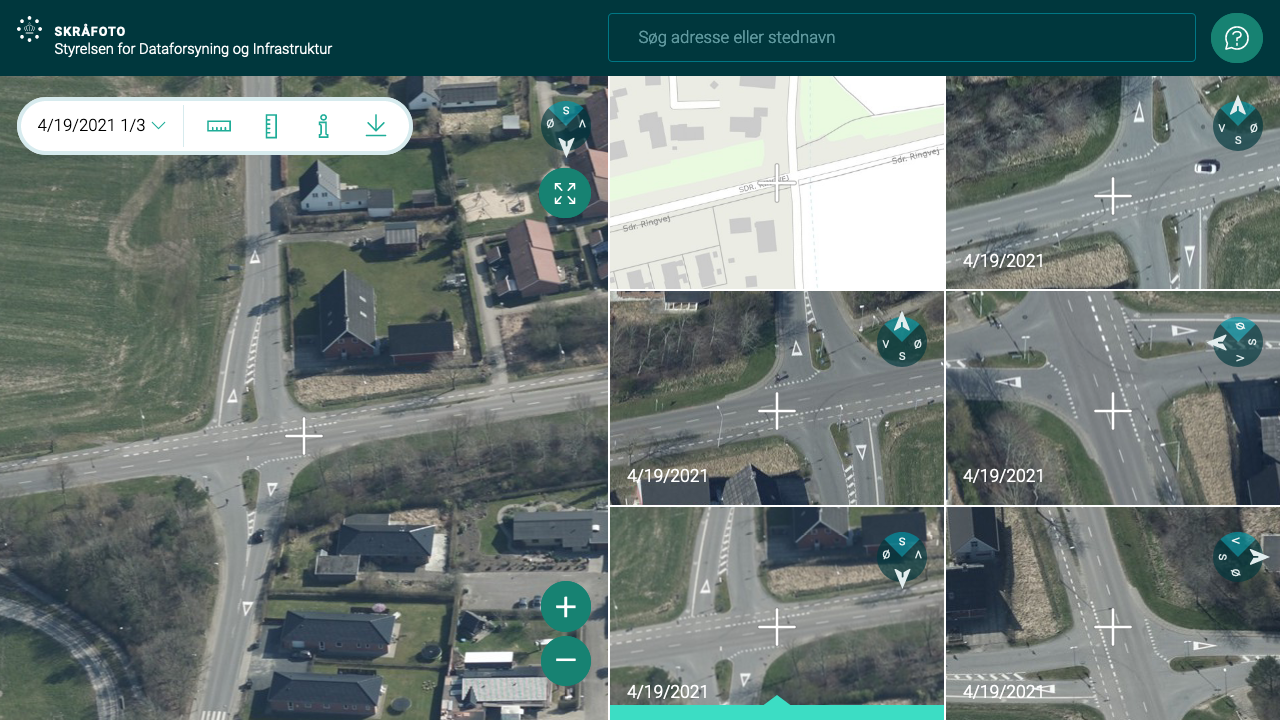 SKRÅFOTO
Styrelsen for Dataforsyning og Infrastruktur
Søg adresse eller stednavn
4/19/2021 1/3
S
Ø
V
SDR. RINGVEJ
Sdr. Ringvej
Sdr. Ringvej
V
Ø
S
4/19/2021
V
Ø
S
4/19/2021
Ø
S
V
4/19/2021
S
Ø
V
4/19/2021
V
S
Ø
4/19/2021